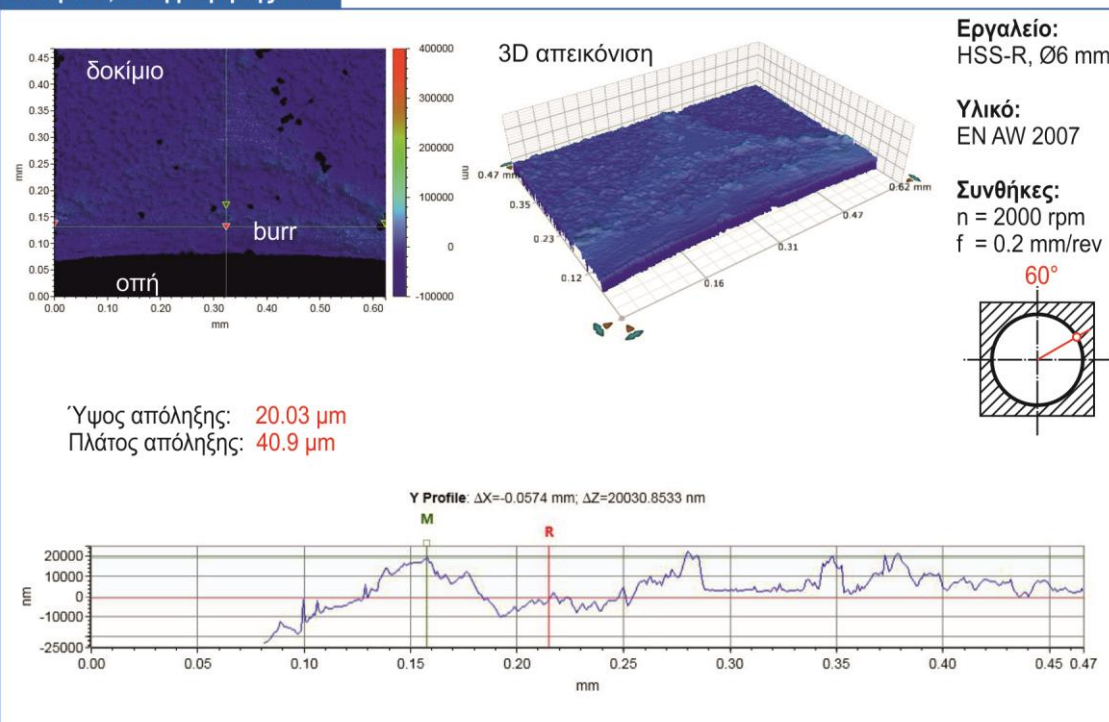 δοκίμιο
burr
οπή
0.45
0.40
0.35
0.30
0.25
0.20
0.15
0.10
0.05
0.00
mm
0.00 0.10 0.20 0.30 0.40 0.50 0.62
mm
400000
300000
200000
100000
0
-100000
nm
3D απεικόνιση
0.47 mm
0.35
0.23
0.12
0.16
0.31
0.47
0.62 mm
Εργαλείο:
HSS-R, Ø6 mm
Υλικό:
EN AW 2007
Συνθήκες:
n = 2000 rpm
f = 0.2 mm/rev
60°
Ύψος απόληξης: 20.03 μm
Πλάτος απόληξης: 40.9 μm
Y Profile: ΔX=-0.0574 mm; ΔZ=20030.8533 nm
M
R
20000
10000
0
-10000
-25000
nm
0.00 0.05 0.10 0.15 0.20 0.25 0.30 0.35 0.40 0.45 0.47
mm